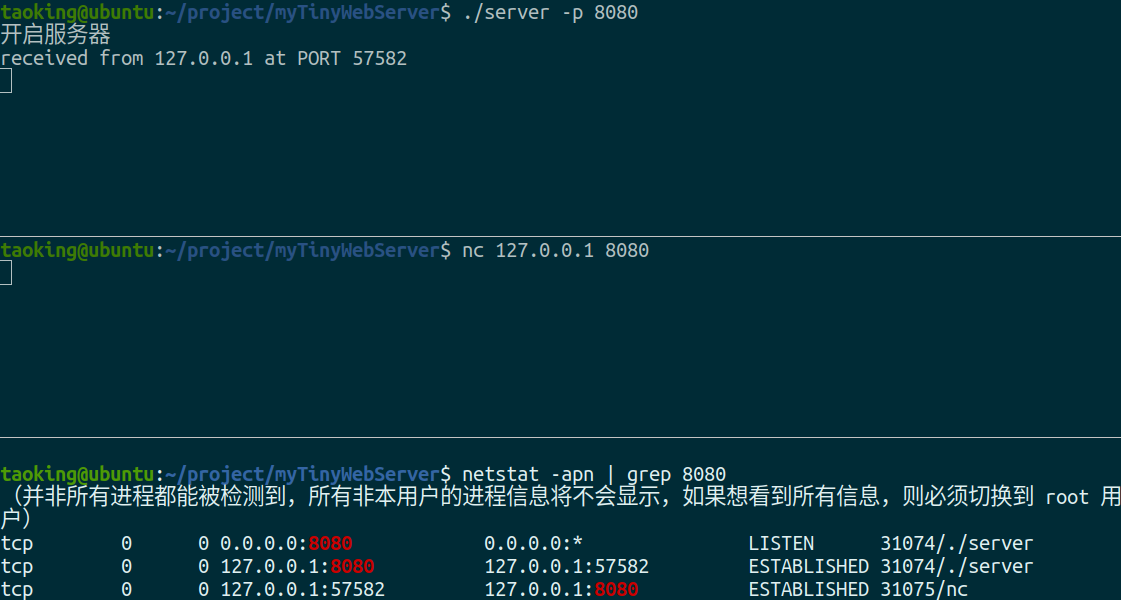 taoking@ubuntu:~/project/myTinyWebServer$ ./server -p 8080
开启服务器
received from 127.0.0.1 at PORT 57582
taoking@ubuntu:~/project/myTinyWebServer$ nc 127.0.0.1 8080
taoking@ubuntu:~/project/myTinyWebServer$ netstat -apn | grep 8080
（并非所有进程都能被检测到，所有非本用户的进程信息将不会显示，如果想看到所有信息，则必须切换到 root 用
户）
tcp        0      0 0.0.0.0:8080            0.0.0.0:*               LISTEN      31074/./server
tcp        0      0 127.0.0.1:8080          127.0.0.1:57582         ESTABLISHED 31074/./server
tcp        0      0 127.0.0.1:57582         127.0.0.1:8080          ESTABLISHED 31075/nc